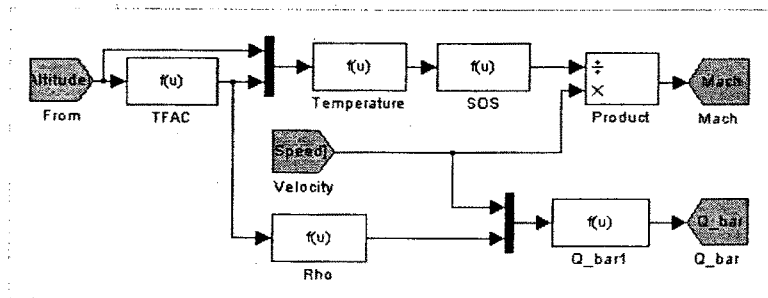 Altitude
From
f(u)
TFAC
f(u)
Temperature
f(u)
SOS
÷
×
Product
Mach
Mach
Speed
Velocity
f(u)
Rho
f(u)
Q_bar1
Q_bar
Q_bar